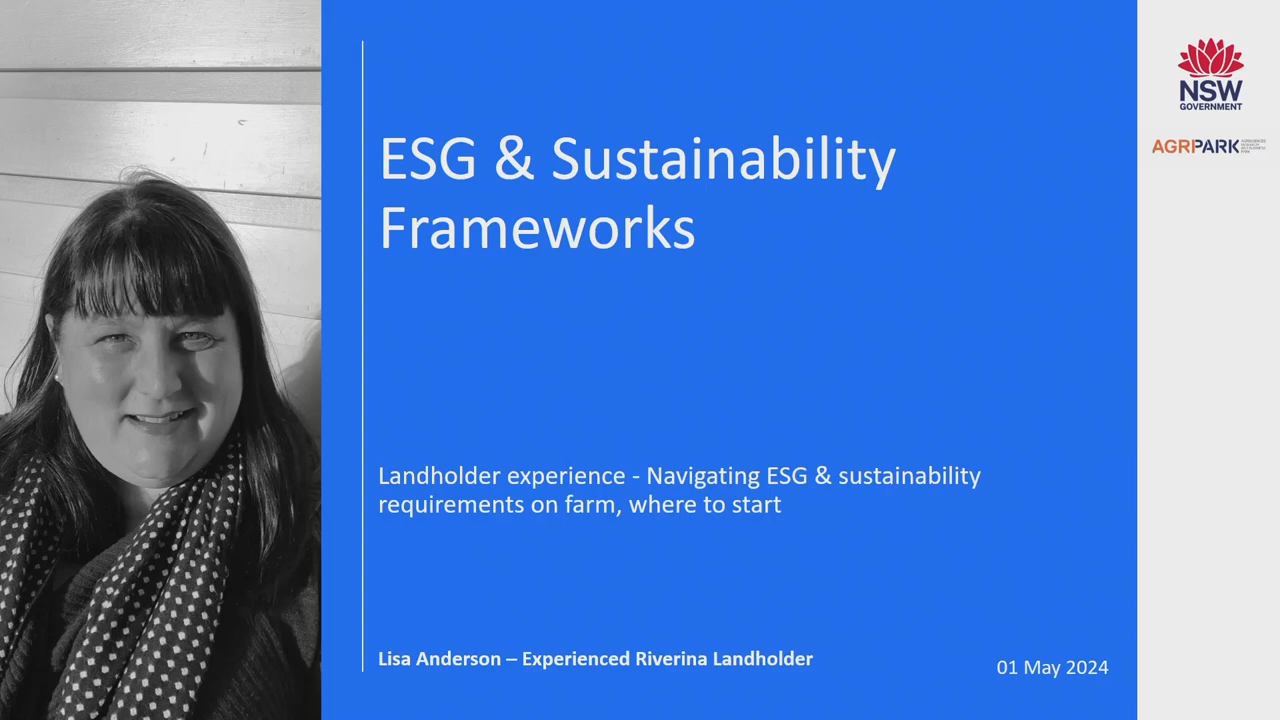 ESG & Sustainability
Frameworks
Landholder experience - Navigating ESG & sustainability
requirements on farm, where to start
Lisa Anderson – Experienced Riverina Landholder
01 May 2024
NSW
GOVERNMENT
AGRIPARK